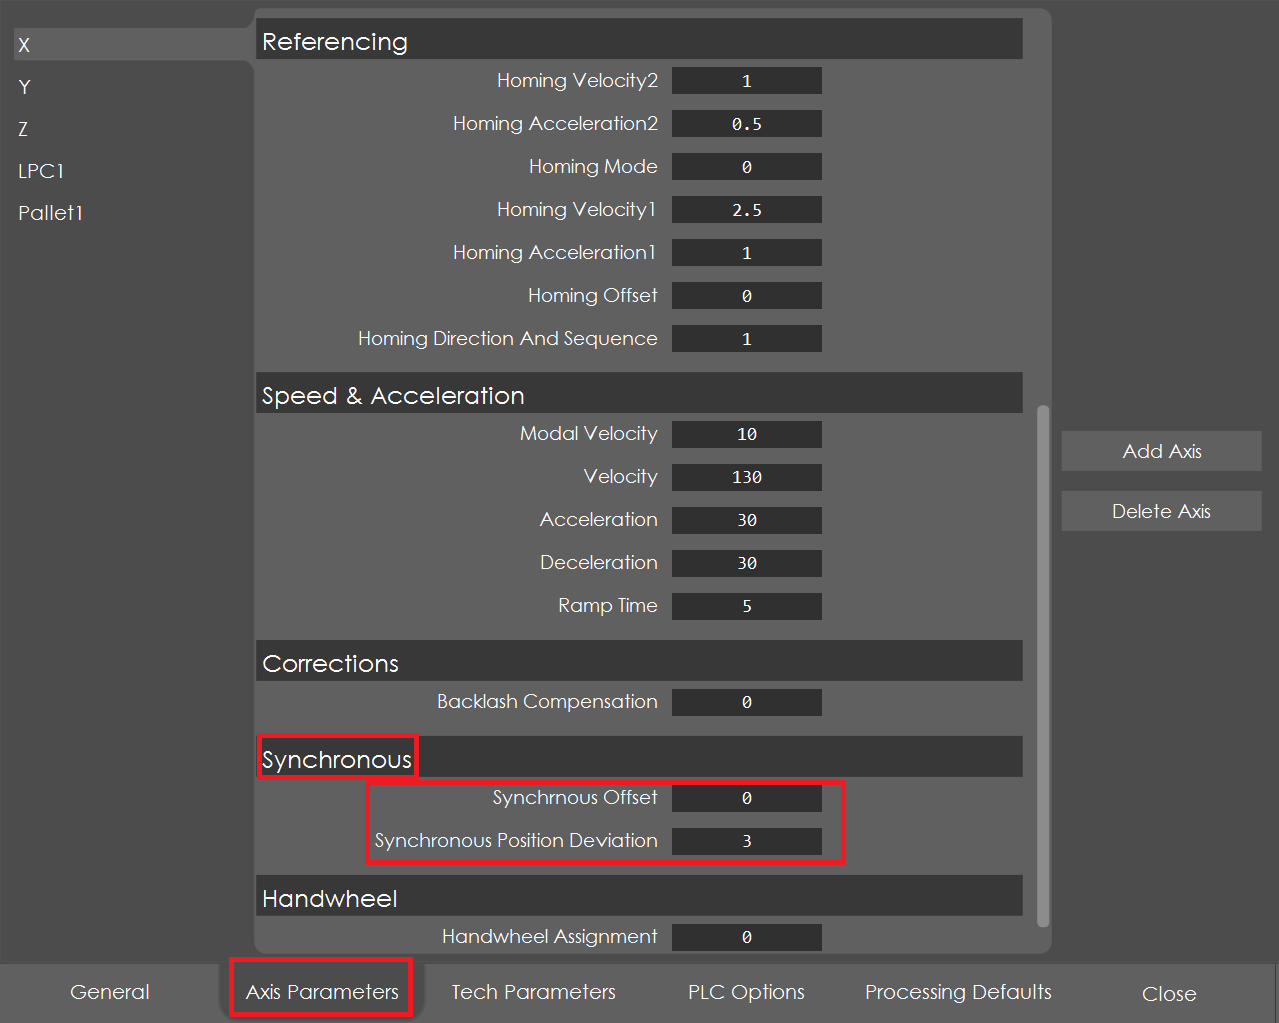 X
Y
Z
LPC1
Pallet1
Referencing
Homing Velocity2 1
Homing Acceleration2 0.5
Homing Mode 0
Homing Velocity1 2.5
Homing Acceleration1 1
Homing Offset 0
Homing Direction And Sequence 1
Speed & Acceleration
Modal Velocity 10
Velocity 130
Acceleration 30
Deceleration 30
Ramp Time 5
Corrections
Backlash Compensation 0
Synchronous
Synchrnous Offset 0
Synchronous Position Deviation 3
Handwheel
Handwheel Assignment 0
Add Axis
Delete Axis
General Axis Parameters Tech Parameters PLC Options Processing Defaults Close